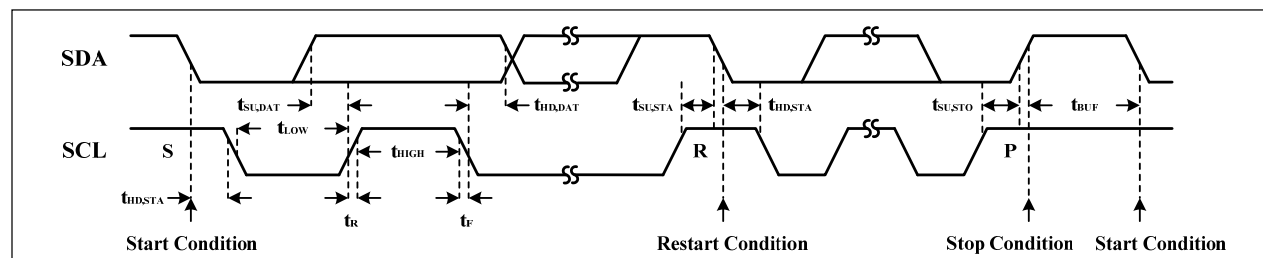 SDA
tSU,DAT tHD,DAT tSU,STA tHD,STA tSU,STO tBUF
tLOW
SCL S tHIGH R P
tHD,STA
tR tF
Start Condition Restart Condition Stop Condition Start Condition